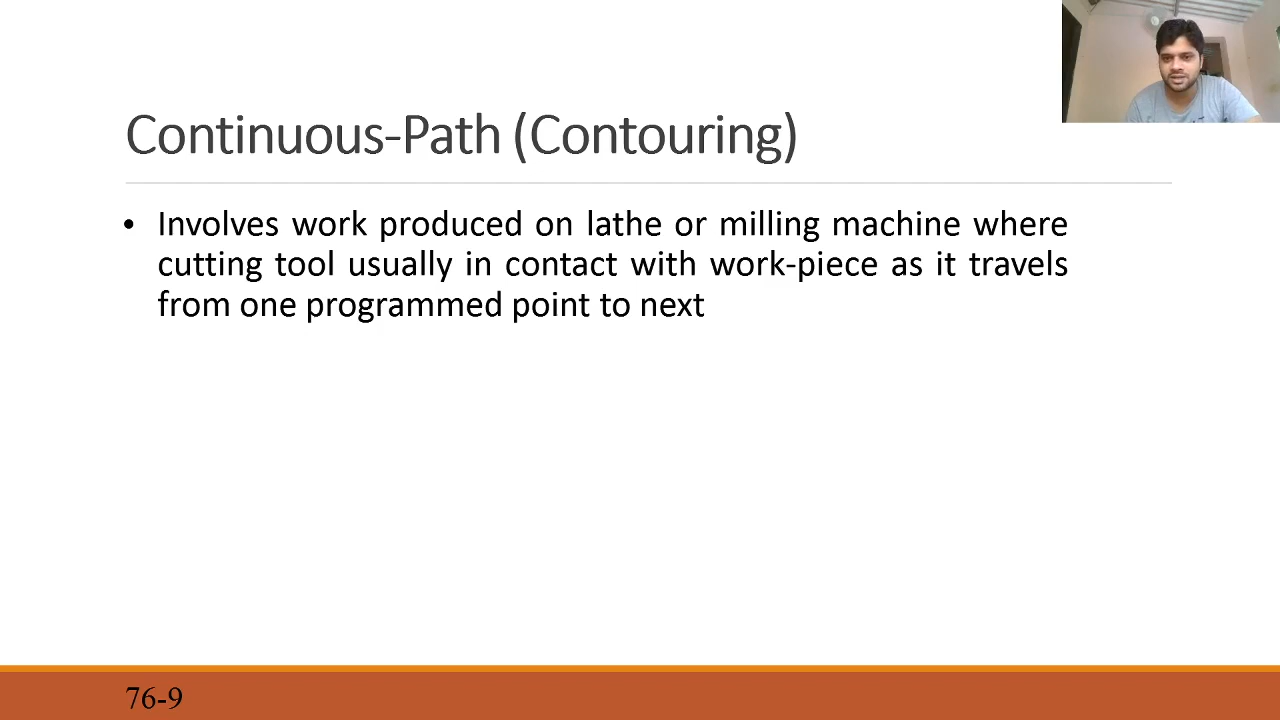 Continuous-Path (Contouring)
• Involves work produced on lathe or milling machine where
cutting tool usually in contact with work-piece as it travels
from one programmed point to next
76-9